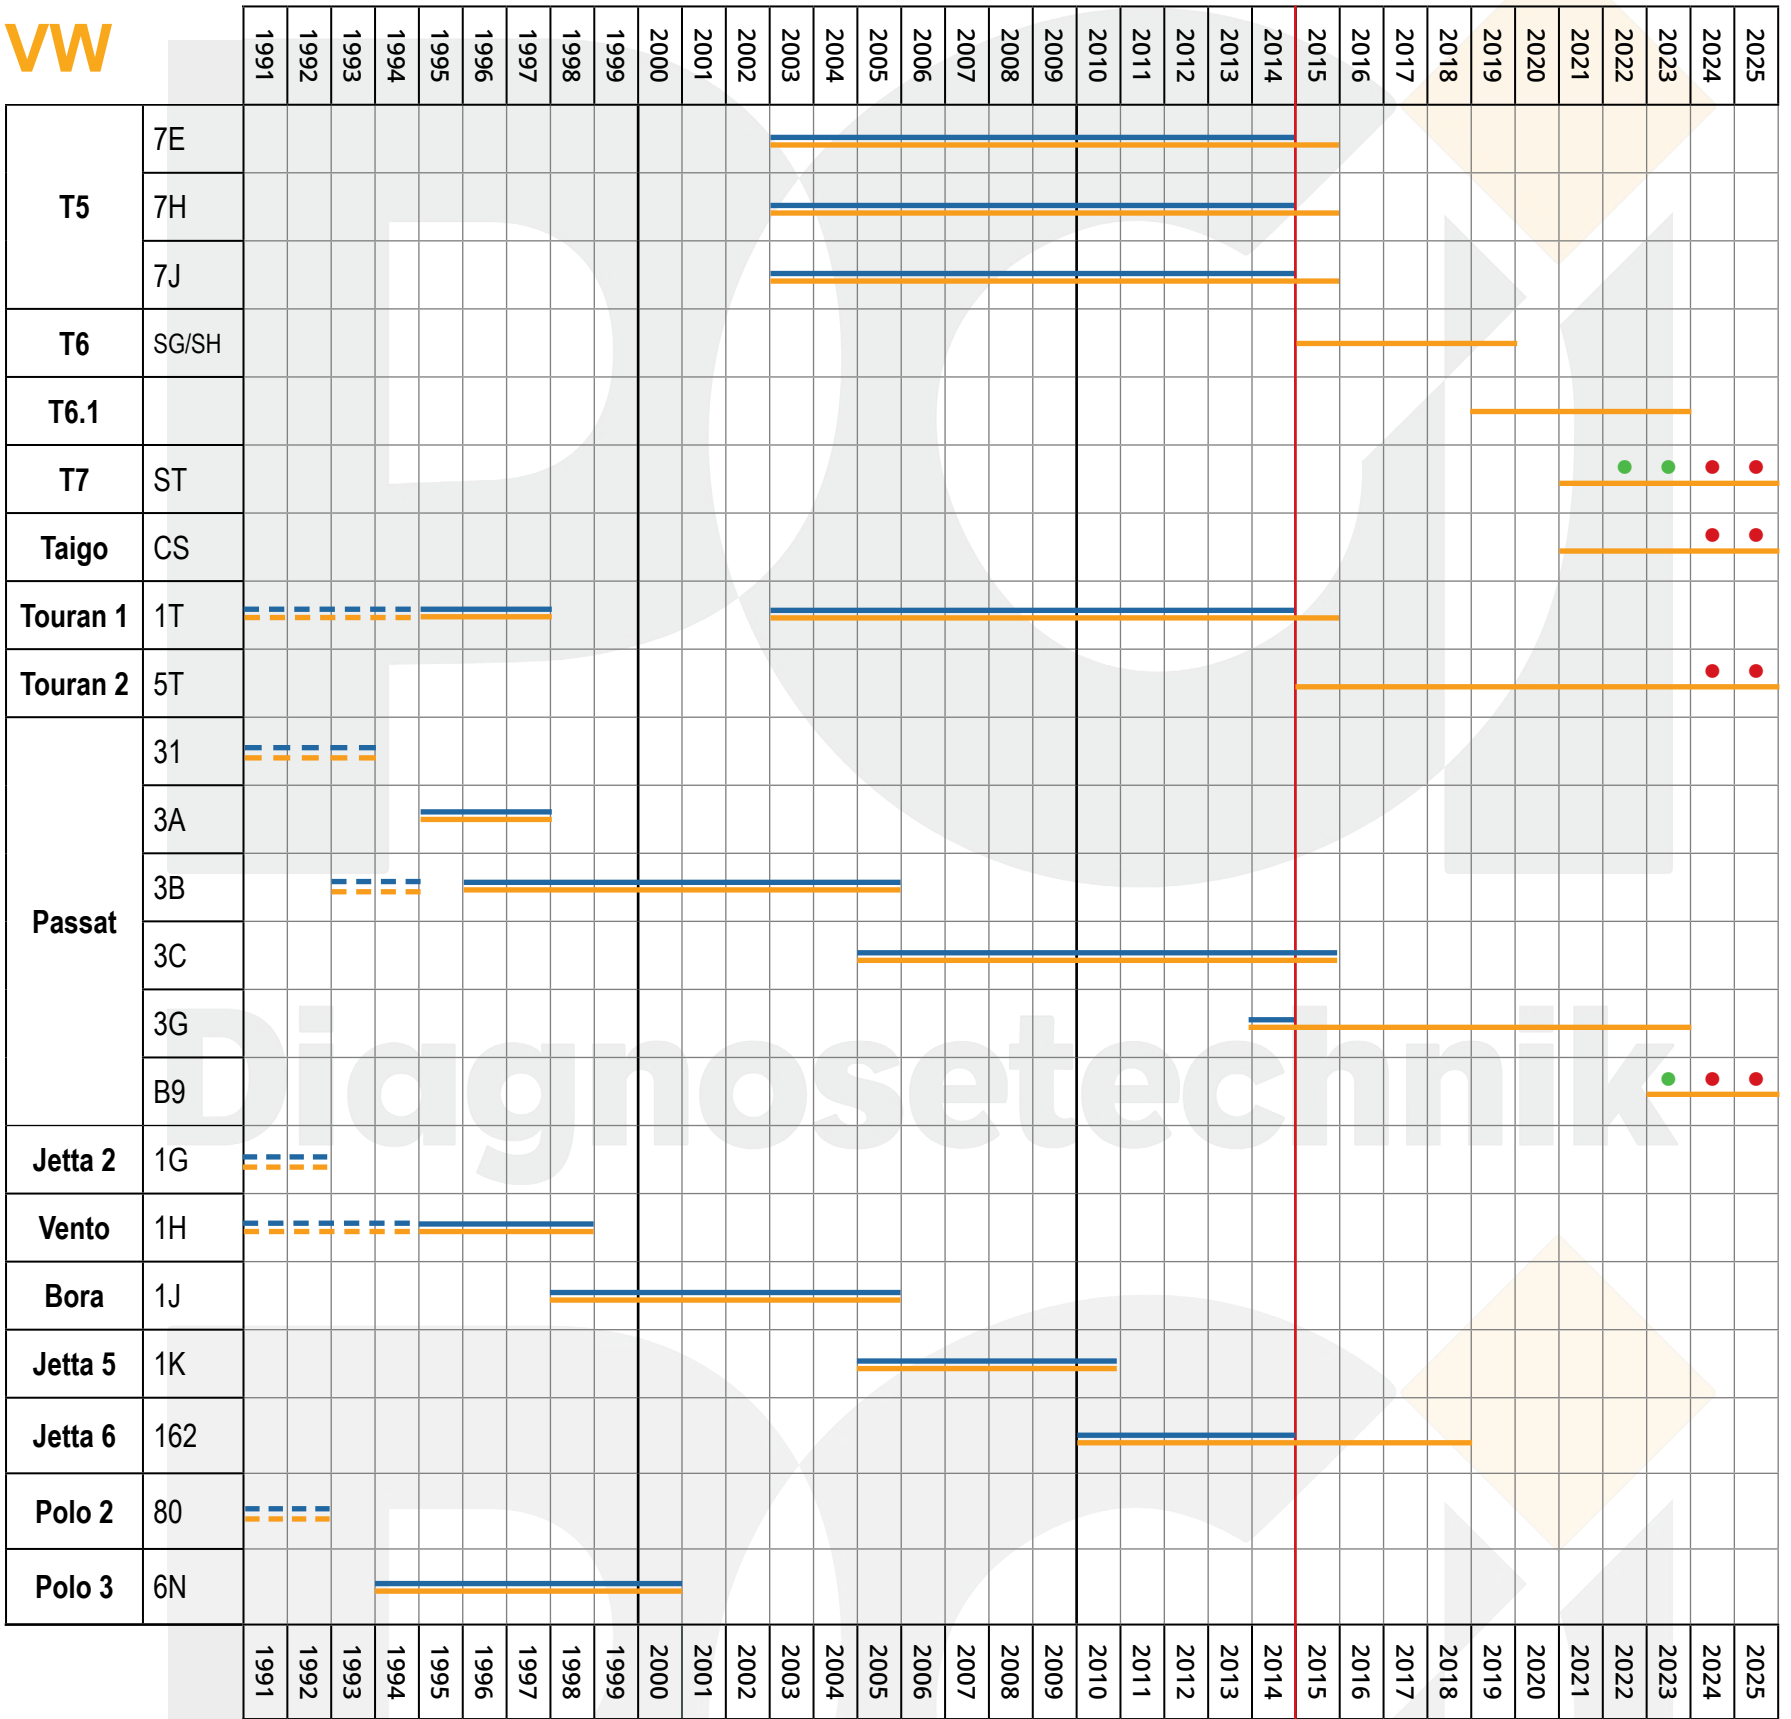 VW
1991 1992 1993 1994 1995 1996 1997 1998 1999 2000 2001 2002 2003 2004 2005 2006 2007 2008 2009 2010 2011 2012 2013 2014 2015 2016 2017 2018 2019 2020 2021 2022 2023 2024 2025
T5
7E
7H
7J
T6 SG/SH
T6.1
T7 ST
Taigo CS
Touran 1 1T
Touran 2 5T
Passat
31
3A
3B
3C
3G
B9
Jetta 2 1G
Vento 1H
Bora 1J
Jetta 5 1K
Jetta 6 162
Polo 2 80
Polo 3 6N
1991 1992 1993 1994 1995 1996 1997 1998 1999 2000 2001 2002 2003 2004 2005 2006 2007 2008 2009 2010 2011 2012 2013 2014 2015 2016 2017 2018 2019 2020 2021 2022 2023 2024 2025
PCI
Diagnosetechnik
PCI